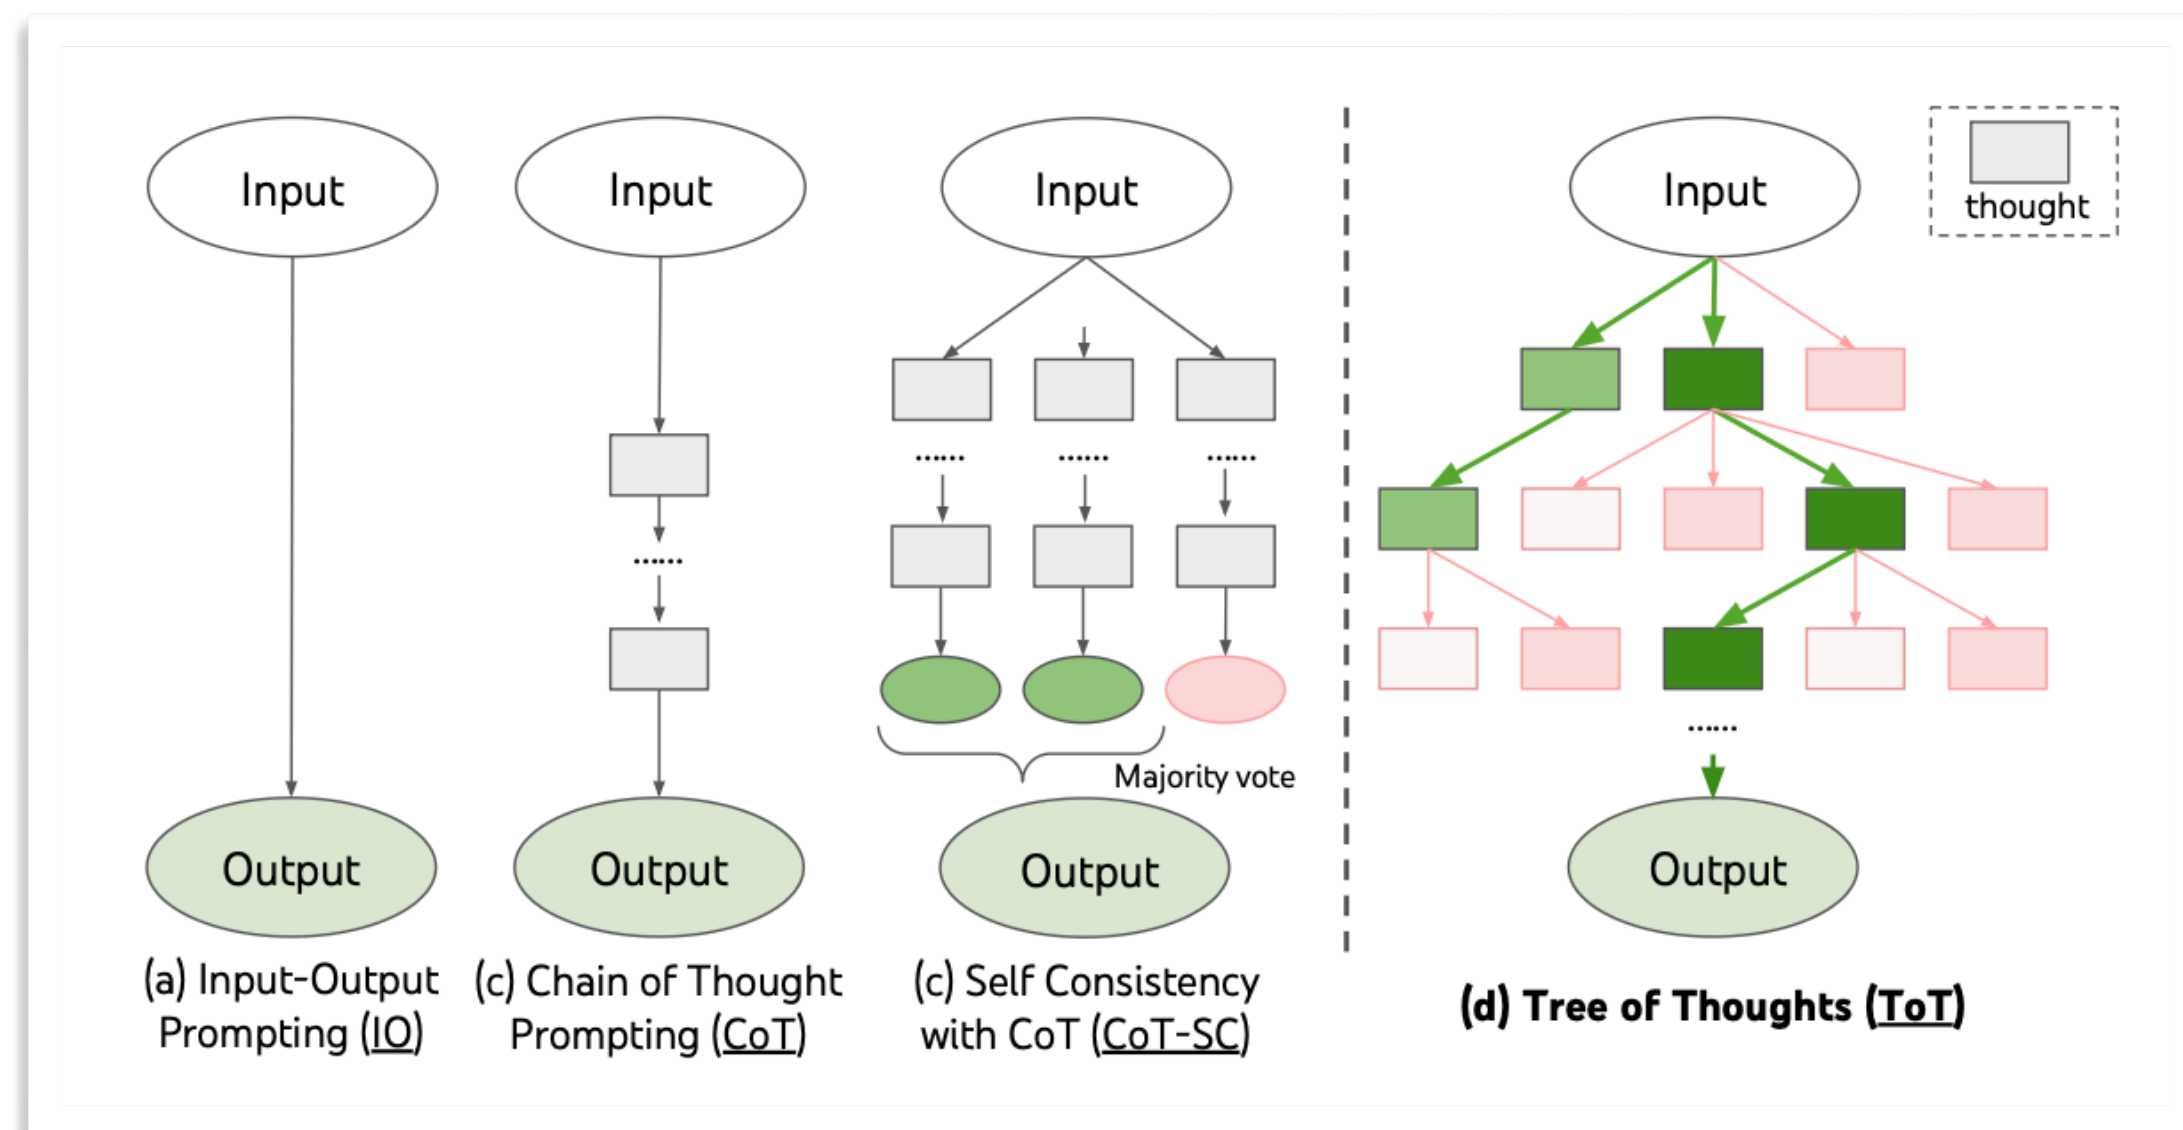 Input
Input
Input
Input
thought
......
......
......
......
......
Majority vote
Output
Output
Output
Output
(a) Input-Output
Prompting (IO)
(c) Chain of Thought
Prompting (CoT)
(c) Self Consistency
with CoT (CoT-SC)
(d) Tree of Thoughts (ToT)